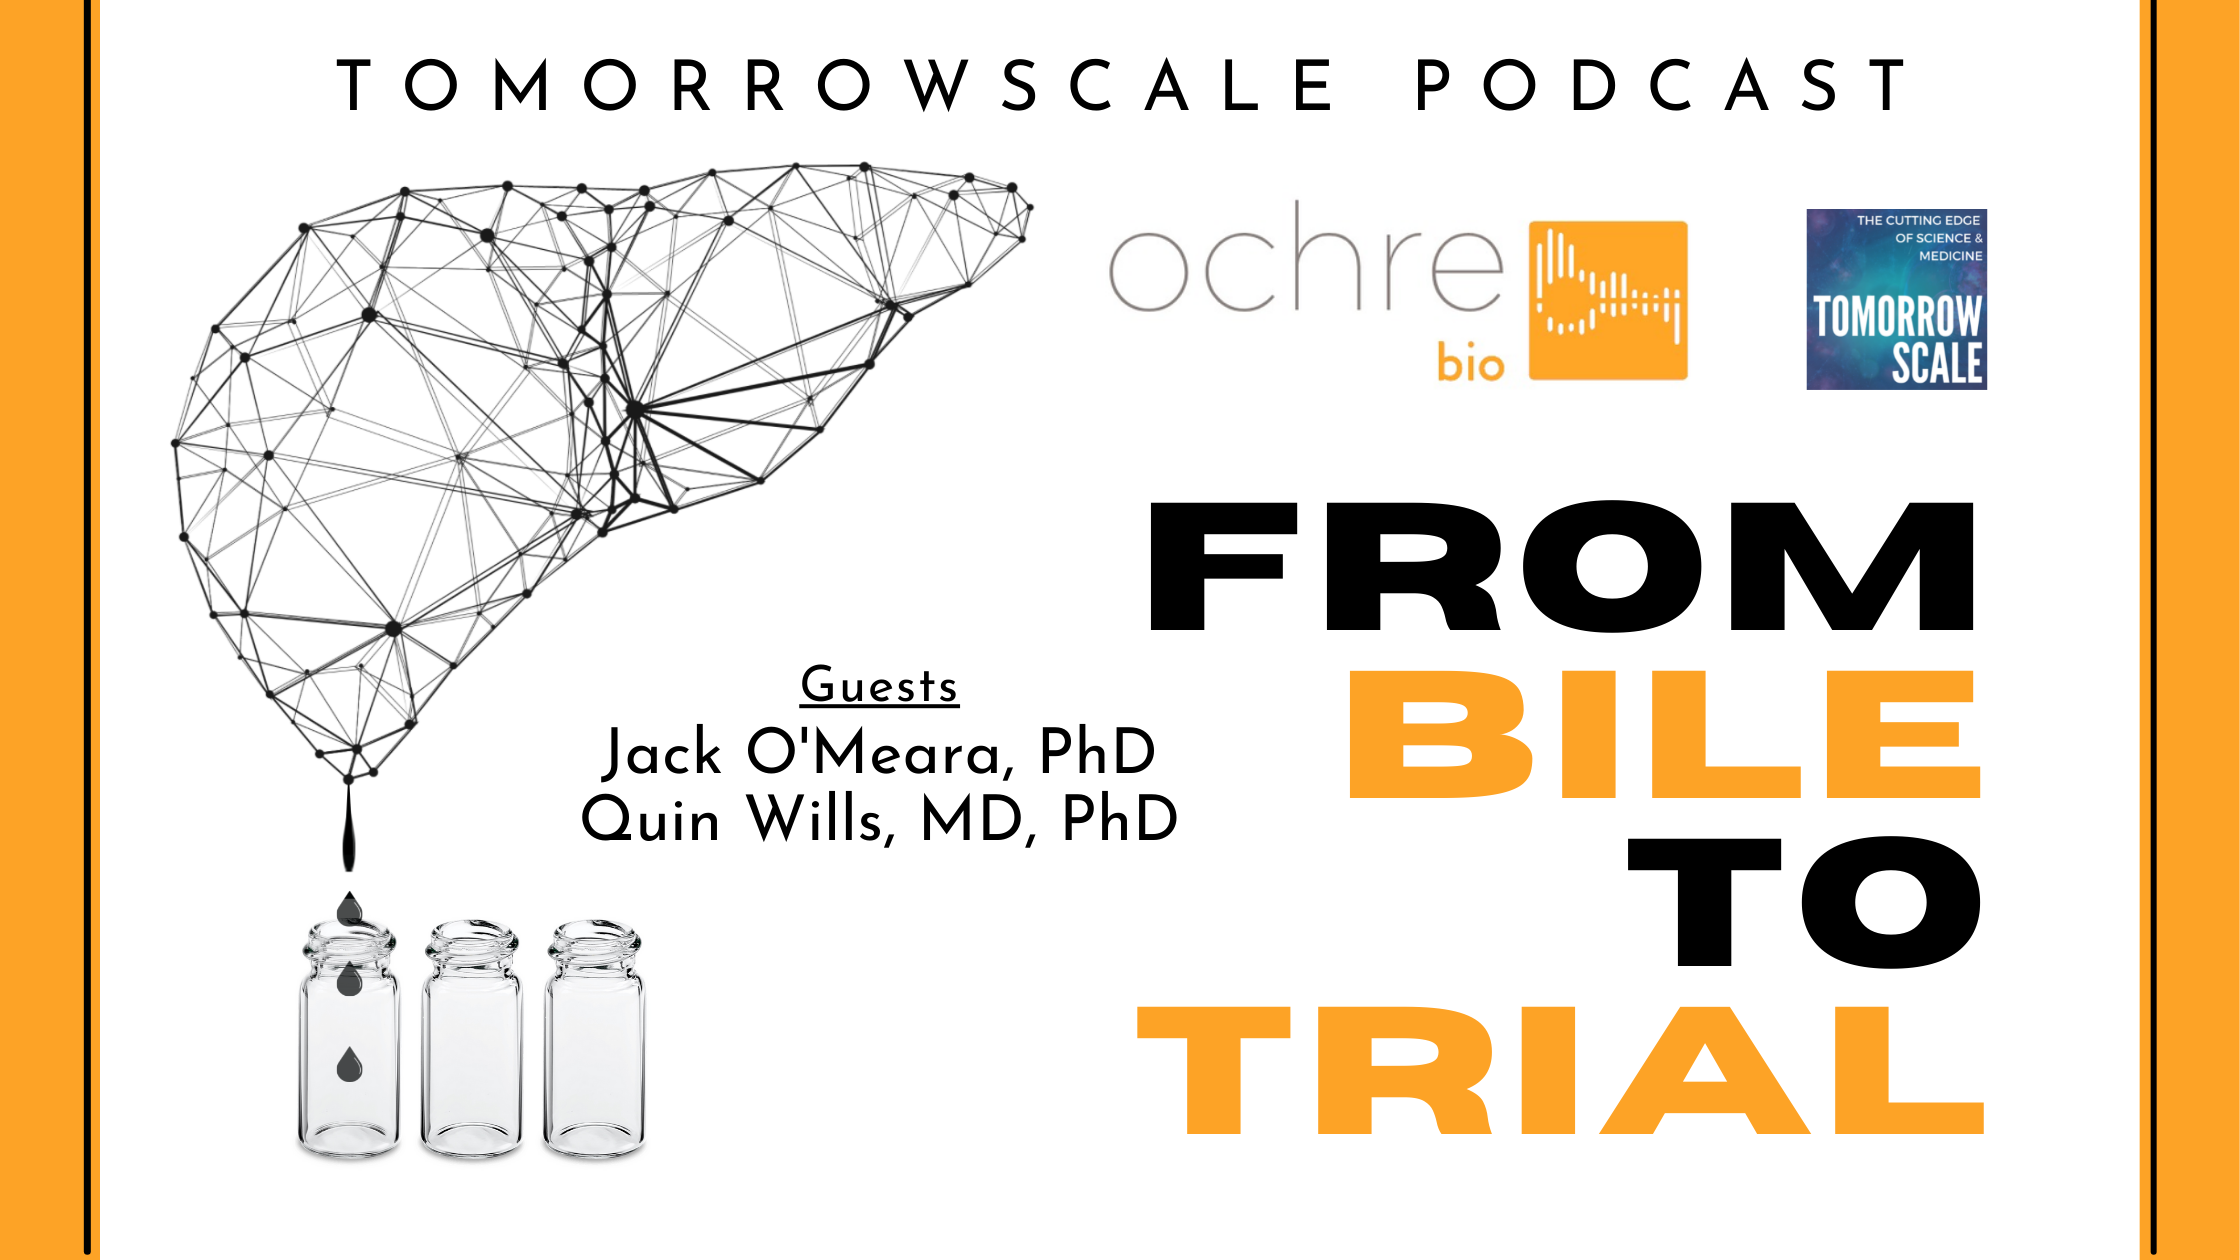 TOMORROWSCALE PODCAST
ochre
bio
THE CUTTING EDGE
OF SCIENCE &
MEDICINE
TOMORROW
SCALE
FROM
BILE
TO
TRIAL
Guests
Jack O'Meara, PhD
Quin Wills, MD, PhD